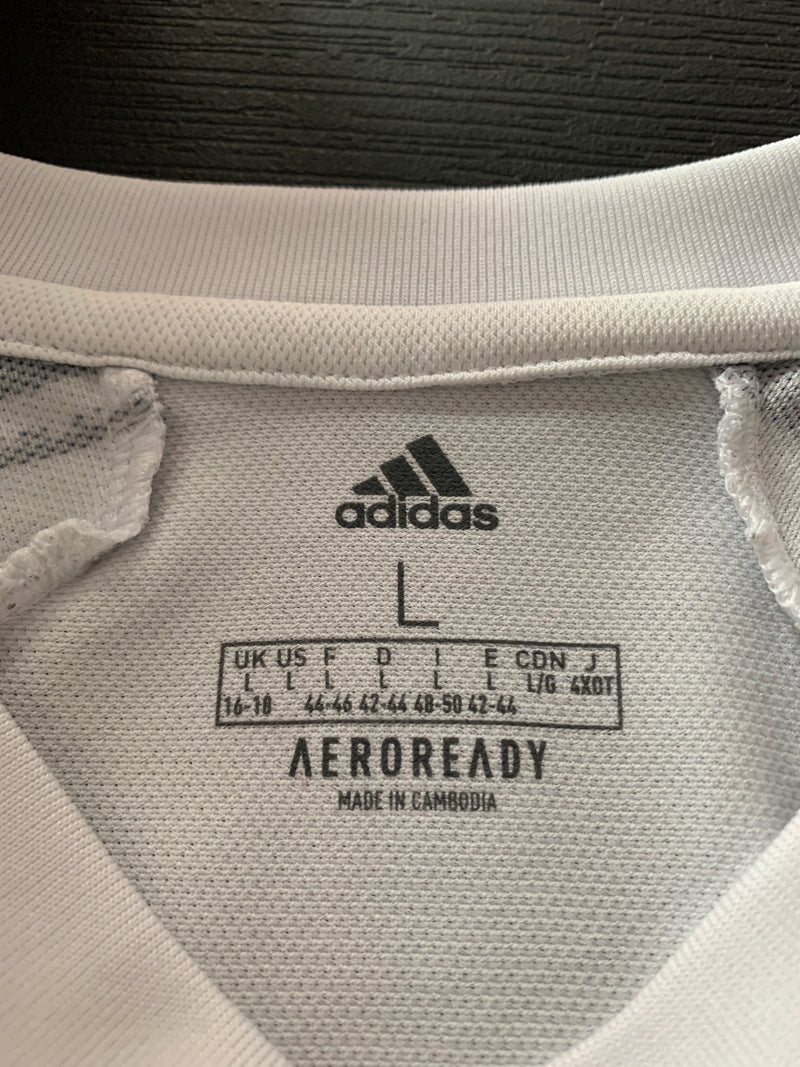 adidas
L
UK US F D I E CDN J
L L L L L L L/G 4XOT
16-18 44-46 42-44 48-50 42-44
AEROREADY
MADE IN CAMBODIA